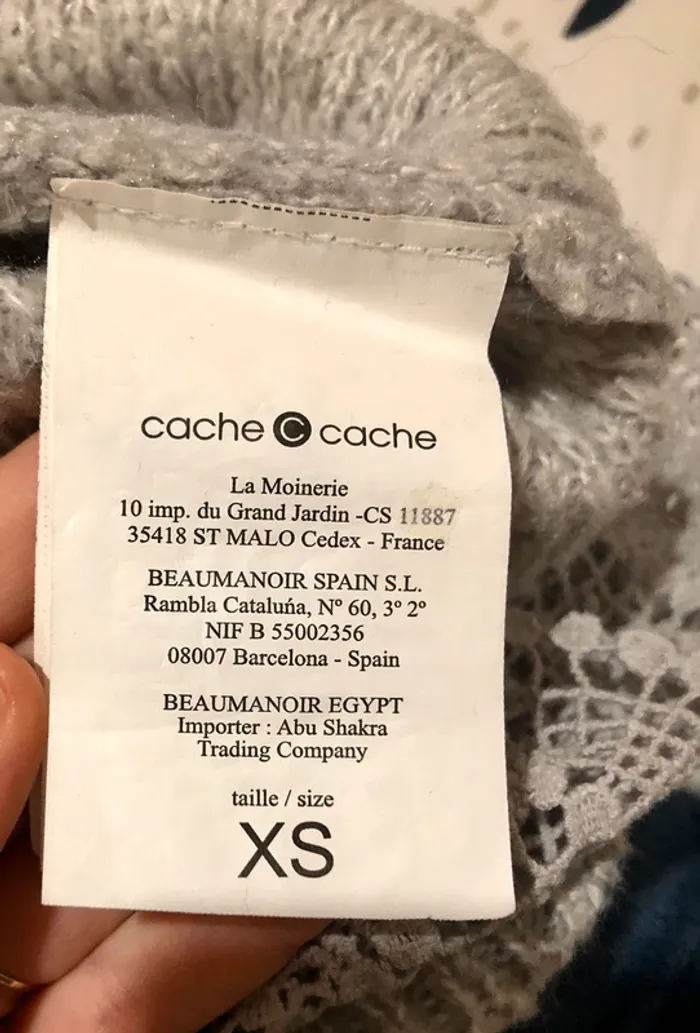 cache C cache
La Moinerie
10 imp. du Grand Jardin -CS 11887
35418 ST MALO Cedex - France
BEAUMANOIR SPAIN S.L.
Rambla Cataluńa, Nº 60, 3º 2º
NIF B 55002356
08007 Barcelona - Spain
BEAUMANOIR EGYPT
Importer : Abu Shakra
Trading Company
taille / size
XS